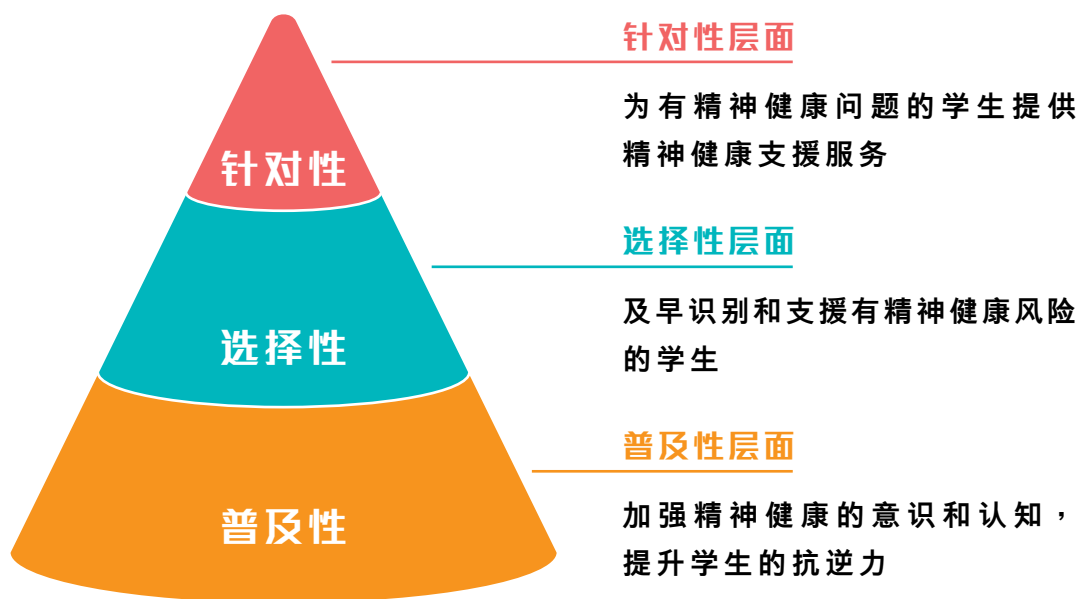 针对性层面
为有精神健康问题的学生提供
精神健康支援服务
针对性
选择性层面
及早识别和支援有精神健康风险
的学生
选择性
普及性层面
加强精神健康的意识和认知，
提升学生的抗逆力
普及性